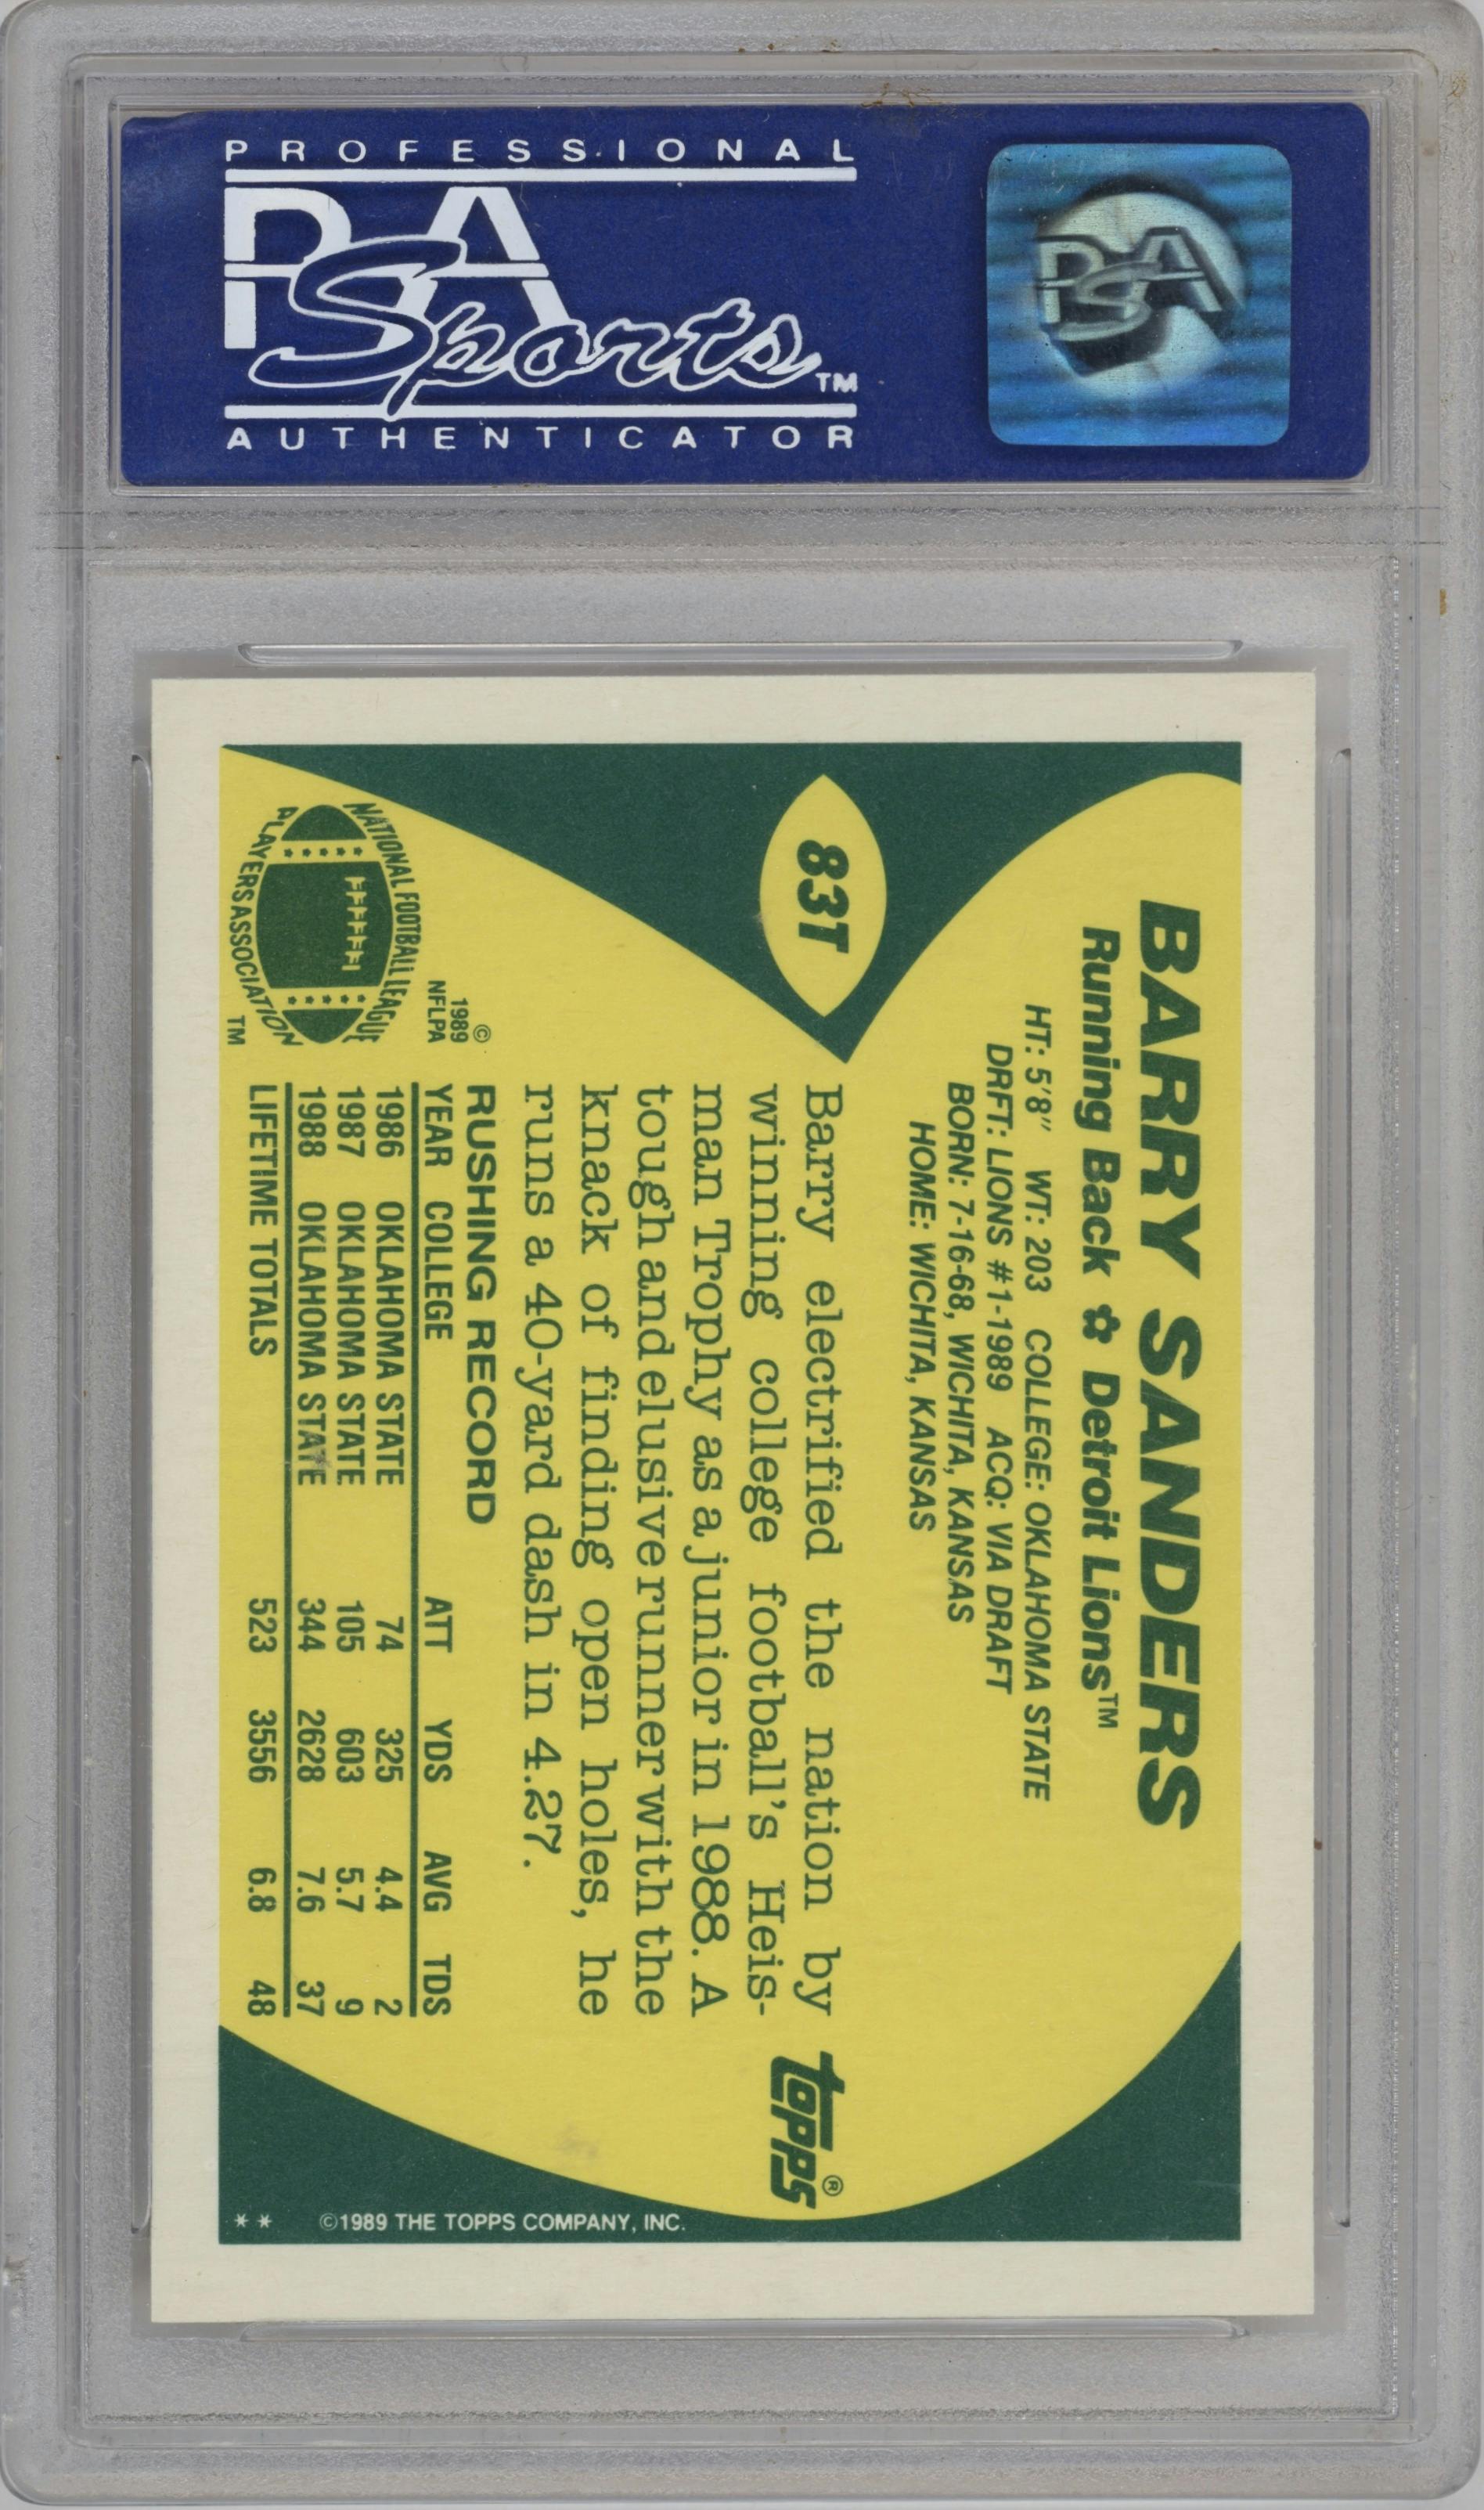 PROFESSIONAL
PSA
Sports™
AUTHENTICATOR
PSA
83T
BARRY SANDERS
Running Back ✿ Detroit Lions™
HT: 5'8" WT: 203 COLLEGE: OKLAHOMA STATE
DRFT: LIONS #1-1989 ACQ: VIA DRAFT
BORN: 7-16-68, WICHITA, KANSAS
HOME: WICHITA, KANSAS
Barry electrified the nation by
winning college football's Heis-
man Trophy as a junior in 1988. A
tough and elusive runner with the
knack of finding open holes, he
runs a 40-yard dash in 4.27.
topps®
RUSHING RECORD
YEAR COLLEGE ATT YDS AVG TDS
1986 OKLAHOMA STATE 74 325 4.4 2
1987 OKLAHOMA STATE 105 603 5.7 9
1988 OKLAHOMA STATE 344 2628 7.6 37
LIFETIME TOTALS 523 3556 6.8 48
©
1989
NFLPA
NATIONAL FOOTBALL LEAGUE
PLAYERS ASSOCIATION
TM
** ©1989 THE TOPPS COMPANY, INC.